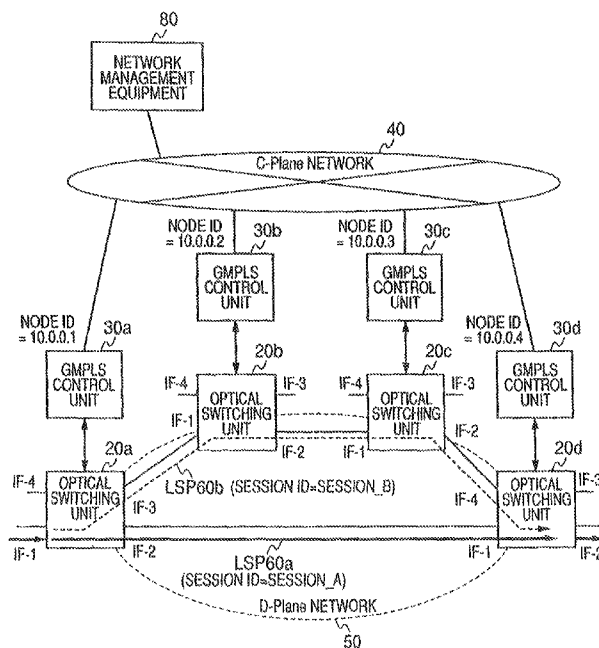 80
NETWORK
MANAGEMENT
EQUIPMENT
40
C-Plane NETWORK
NODE ID
= 10.0.0.2
30b
NODE ID
= 10.0.0.3
30c
GMPLS
CONTROL
UNIT
GMPLS
CONTROL
UNIT
NODE ID
= 10.0.0.1
30a
NODE ID
= 10.0.0.4
30d
GMPLS
CONTROL
UNIT
GMPLS
CONTROL
UNIT
20b
20c
IF-4
OPTICAL
SWITCHING
UNIT
IF-3
IF-4
OPTICAL
SWITCHING
UNIT
IF-3
IF-1
IF-2
IF-1
IF-2
20a
20d
IF-4
OPTICAL
SWITCHING
UNIT
IF-3
LSP60b (SESSION ID=SESSION_B)
IF-4
OPTICAL
SWITCHING
UNIT
IF-3
IF-1
IF-2
IF-1
IF-2
LSP60a
(SESSION ID=SESSION_A)
D-Plane NETWORK
50